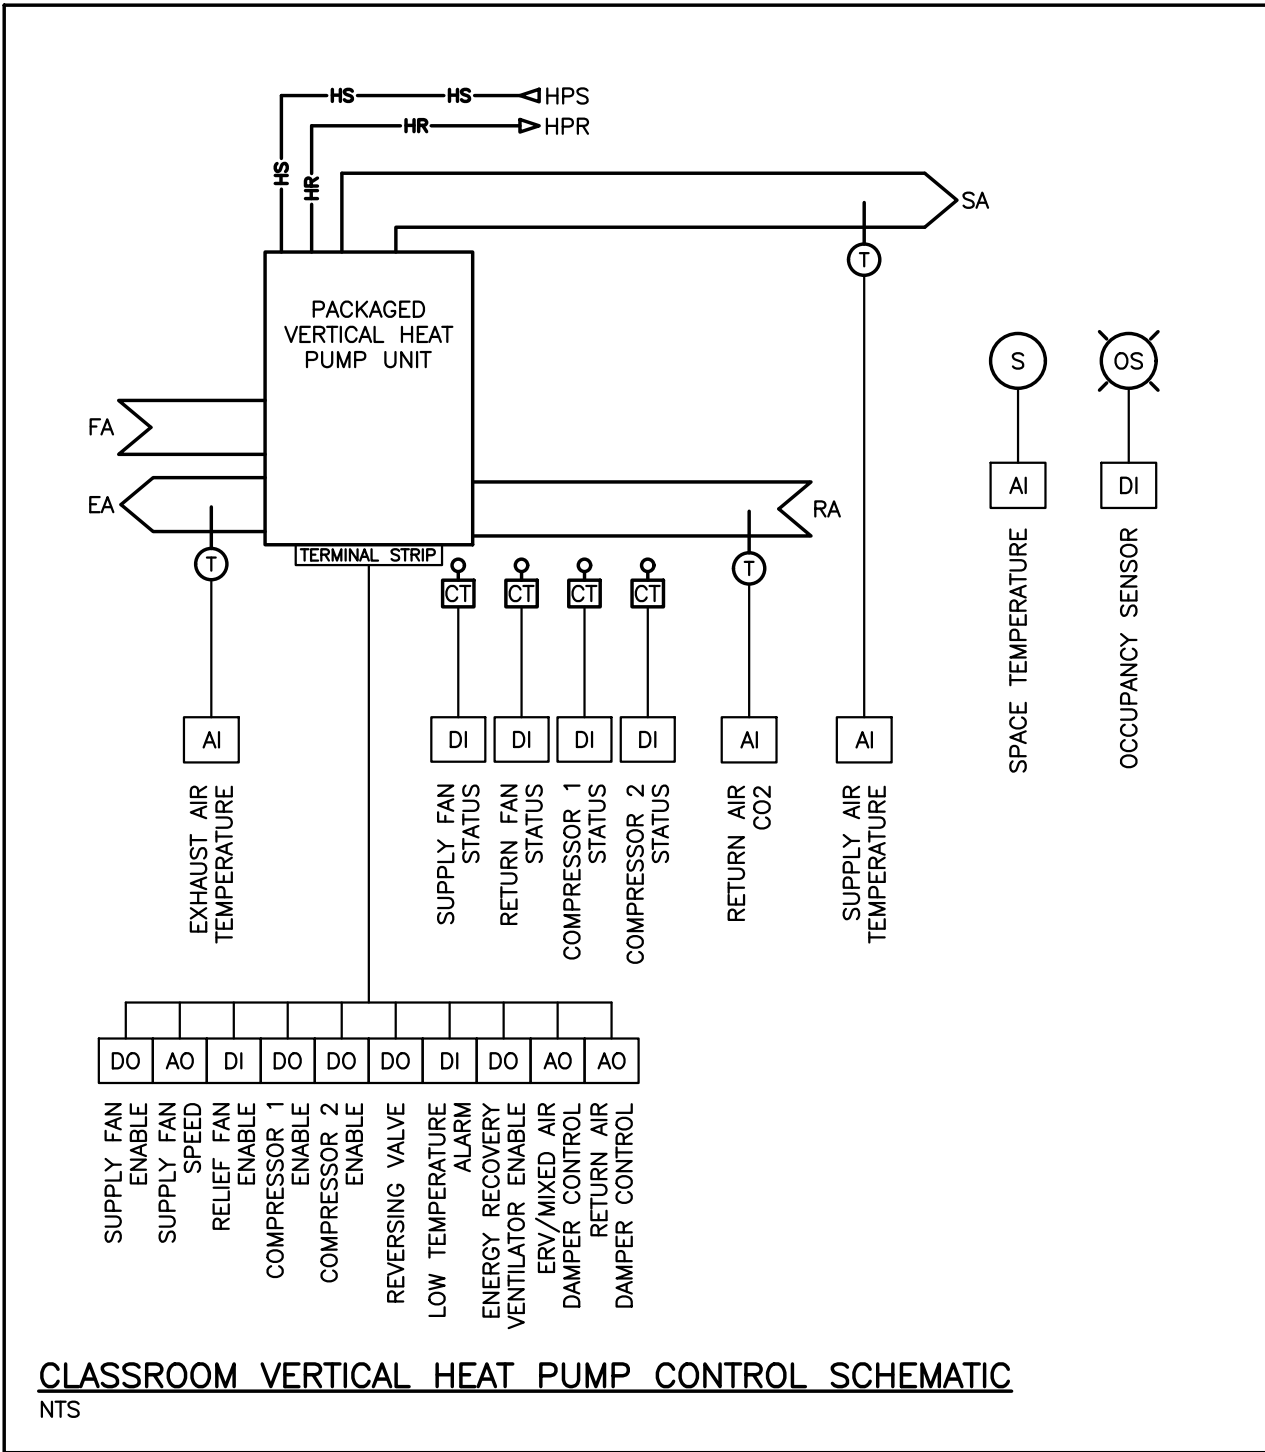 HS HS HPS
HR HPR
HS
HR
SA
T
PACKAGED
VERTICAL HEAT
PUMP UNIT
S
OS
FA
EA
RA
AI
DI
TERMINAL STRIP
T
CT CT CT CT
T
SPACE TEMPERATURE
OCCUPANCY SENSOR
AI
DI DI DI DI
AI
AI
EXHAUST AIR
TEMPERATURE
SUPPLY FAN
STATUS
RETURN FAN
STATUS
COMPRESSOR 1
STATUS
COMPRESSOR 2
STATUS
RETURN AIR
CO2
SUPPLY AIR
TEMPERATURE
DO AO DI DO DO DO DI DO AO AO
SUPPLY FAN
ENABLE
SUPPLY FAN
SPEED
RELIEF FAN
ENABLE
COMPRESSOR 1
ENABLE
COMPRESSOR 2
ENABLE
REVERSING VALVE
LOW TEMPERATURE
ALARM
ENERGY RECOVERY
VENTILATOR ENABLE
ERV/MIXED AIR
DAMPER CONTROL
RETURN AIR
DAMPER CONTROL
CLASSROOM VERTICAL HEAT PUMP CONTROL SCHEMATIC
NTS